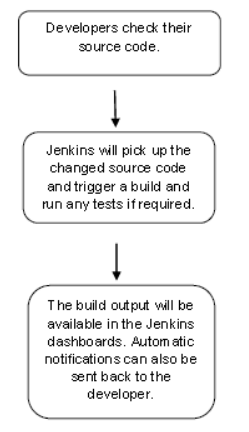 Developers check their
source code.
Jenkins will pick up the
changed source code
and trigger a build and
run any tests if required.
The build output will be
available in the Jenkins
dashboards. Automatic
notifications can also be
sent back to the
developer.